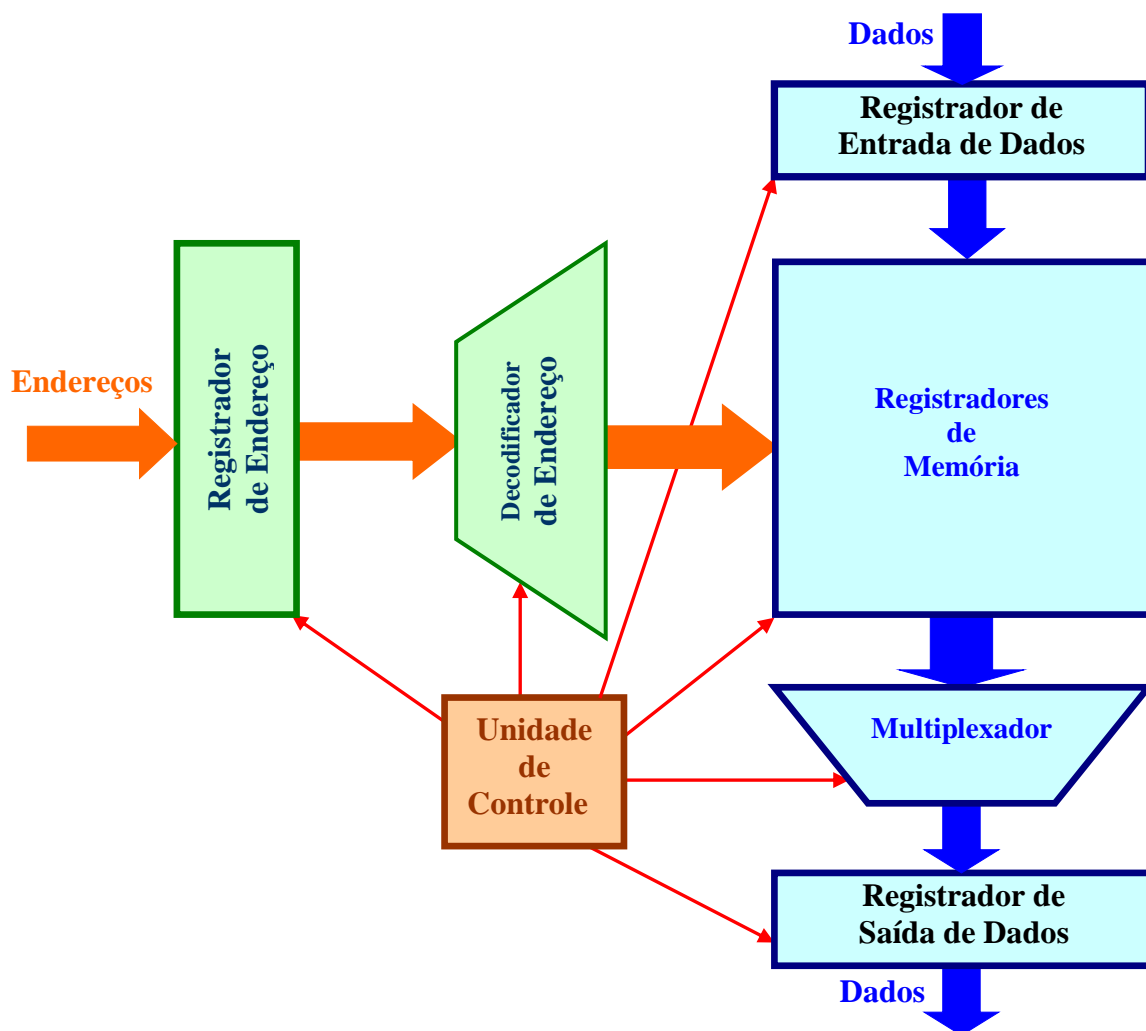 Dados
Registrador de
Entrada de Dados
Endereços
Registrador
de Endereço
Decodificador
de Endereço
Registradores
de
Memória
Unidade
de
Controle
Multiplexador
Registrador de
Saída de Dados
Dados